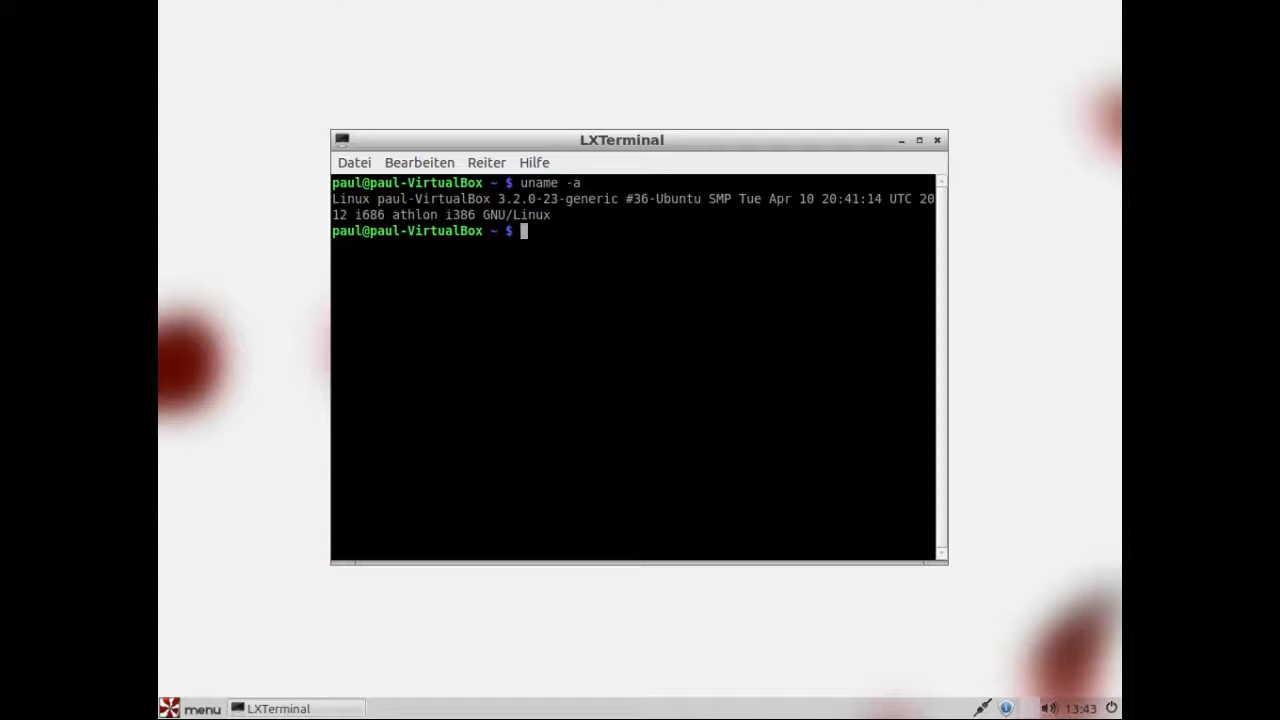 LXTerminal
Datei Bearbeiten Reiter Hilfe
paul@paul-VirtualBox ~ $ uname -a
Linux paul-VirtualBox 3.2.0-23-generic #36-Ubuntu SMP Tue Apr 10 20:41:14 UTC 20
12 i686 athlon i386 GNU/Linux
paul@paul-VirtualBox ~ $
menu LXTerminal 13:43